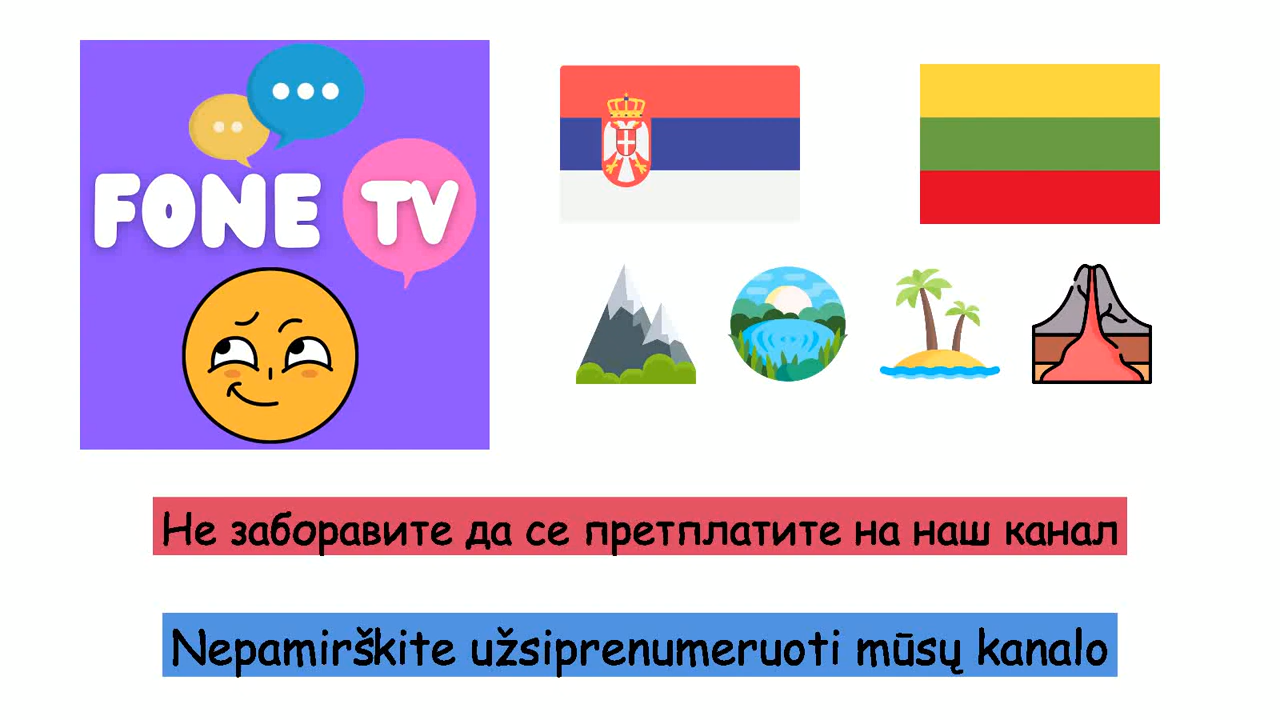 FONE TV
Не заборавите да се претплатите на наш канал
Nepamirškite užsiprenumeruoti mūsų kanalo